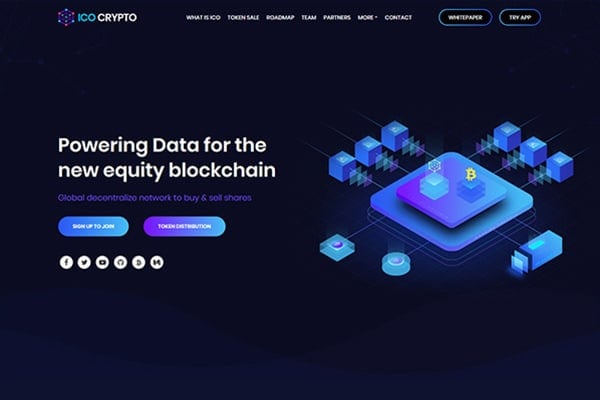 ICO CRYPTO
WHAT IS ICO TOKEN SALE ROADMAP TEAM PARTNERS MORE CONTACT
WHITEPAPER TRY APP
Powering Data for the
new equity blockchain
Global decentralize network to buy & sell shares
SIGN UP TO JOIN TOKEN DISTRIBUTION